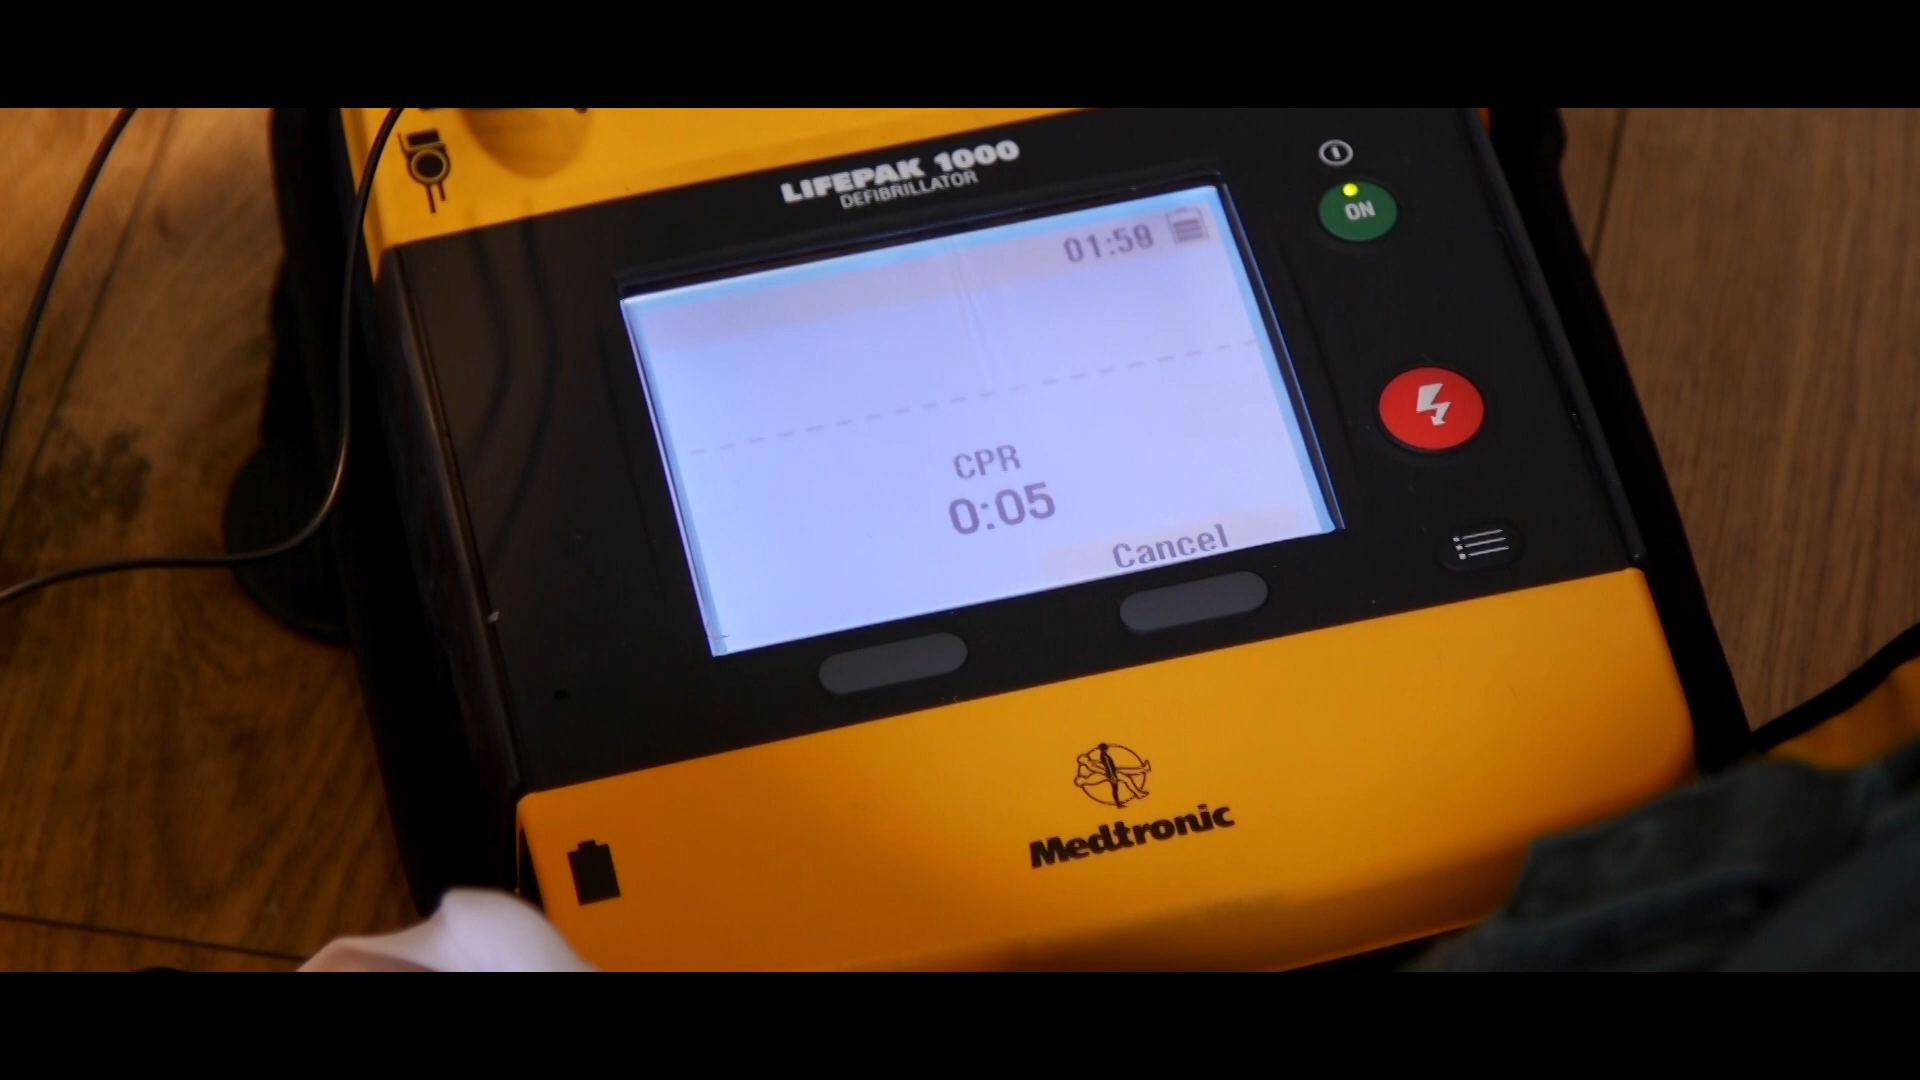 LIFEPAK 1000
DEFIBRILLATOR
ON
01:58
CPR
0:05
Cancel
Medtronic